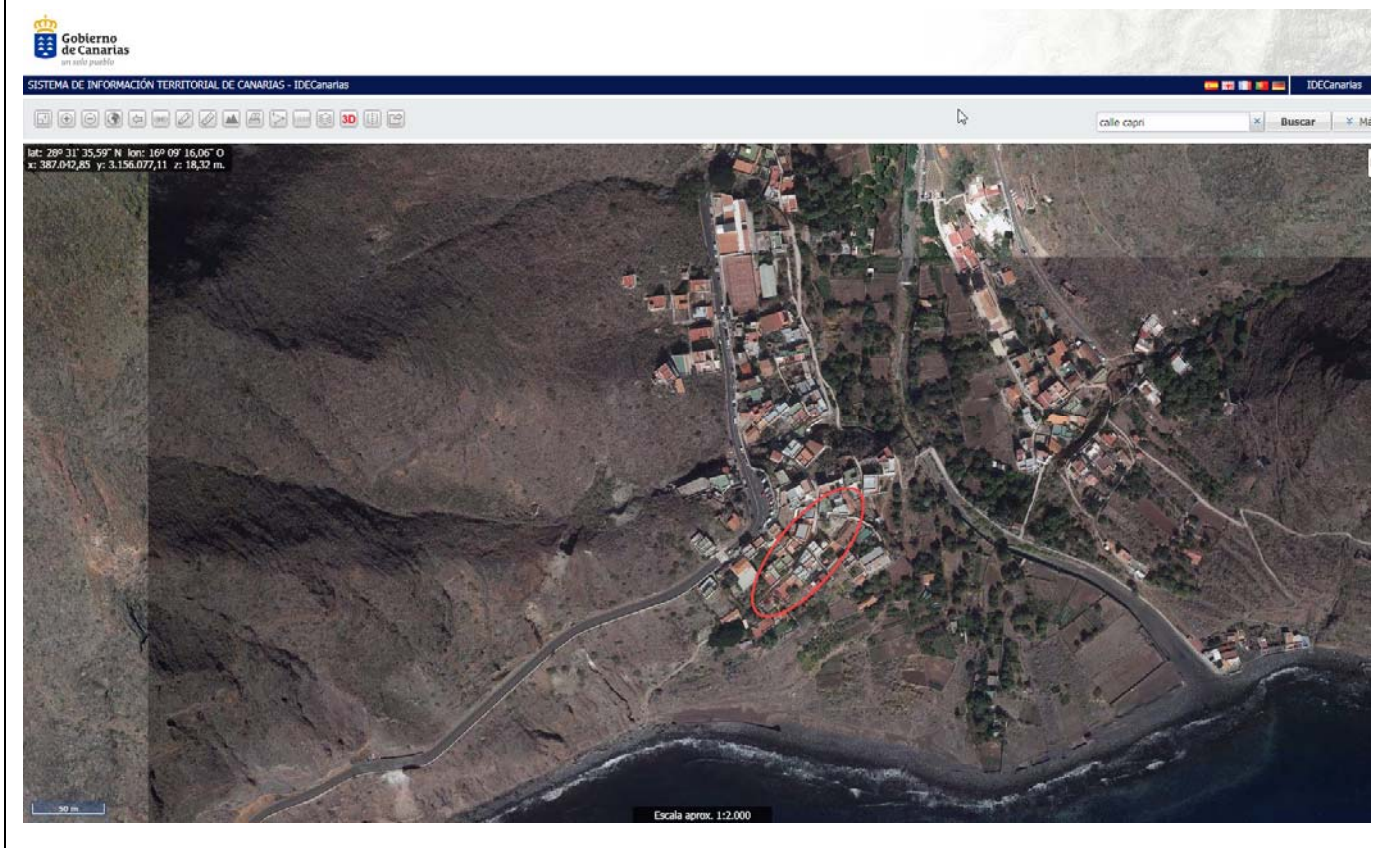 Gobierno
de Canarias
un solo pueblo
SISTEMA DE INFORMACIÓN TERRITORIAL DE CANARIAS - IDECanarias
IDECanarias
3D
calle capri
Buscar
lat: 28º 31' 35,59" N lon: 16º 09' 16,06" O
x: 387.042,85 y: 3.156.077,11 z: 18,32 m.
50 m
Escala aprox. 1:2.000